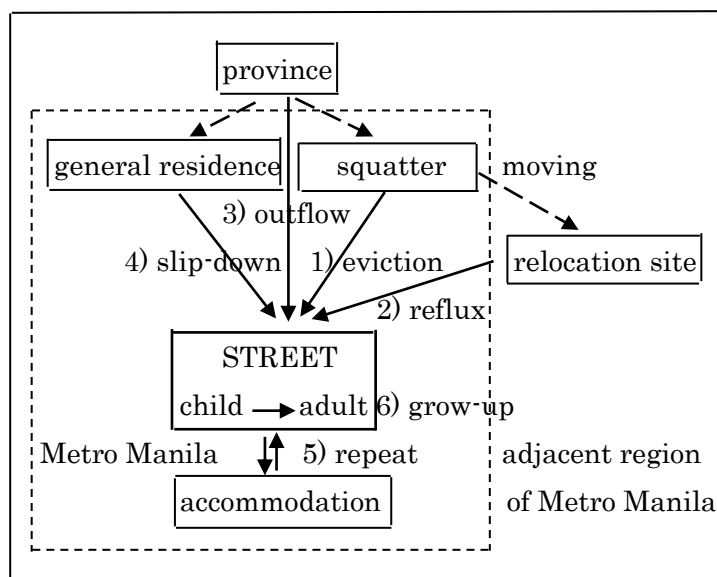 province
general residence
squatter
moving
3) outflow
4) slip-down
1) eviction
relocation site
2) reflux
STREET
child adult 6) grow-up
Metro Manila
5) repeat
adjacent region
accommodation
of Metro Manila